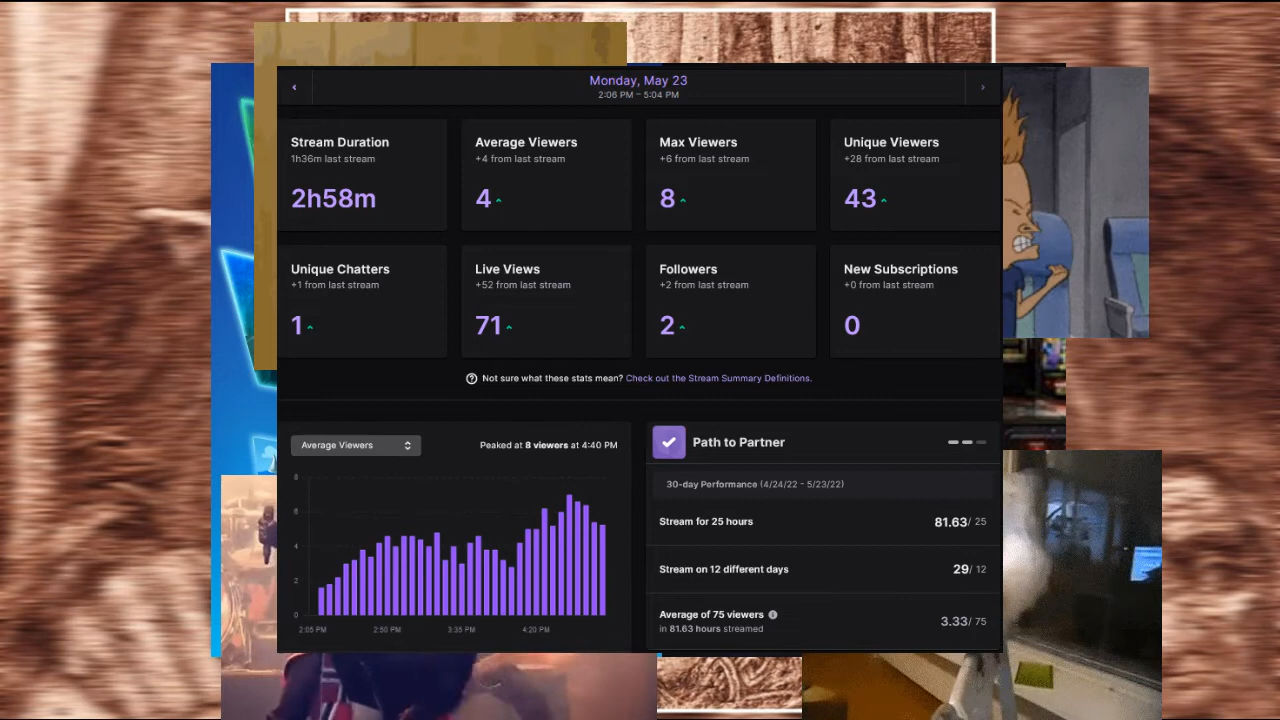 Monday, May 23
2:06 PM – 5:04 PM
Stream Duration
1h36m last stream
2h58m
Average Viewers
+4 from last stream
4
Max Viewers
+6 from last stream
8
Unique Viewers
+28 from last stream
43
Unique Chatters
+1 from last stream
1
Live Views
+52 from last stream
71
Followers
+2 from last stream
2
New Subscriptions
+0 from last stream
0
Not sure what these stats mean? Check out the Stream Summary Definitions.
Average Viewers
Peaked at 8 viewers at 4:40 PM
8
6
4
2
0
2:05 PM 2:50 PM 3:35 PM 4:20 PM
Path to Partner
30-day Performance (4/24/22 - 5/23/22)
Stream for 25 hours
81.63/ 25
Stream on 12 different days
29/ 12
Average of 75 viewers
in 81.63 hours streamed
3.33/ 75